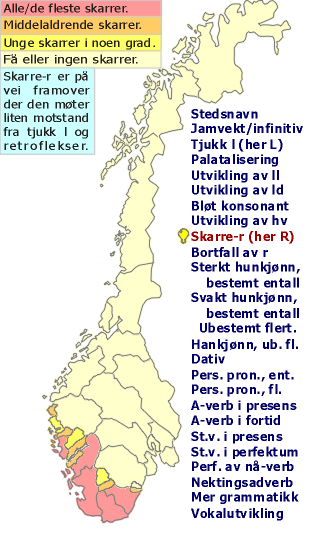 Alle/de fleste skarrer.
Middelaldrende skarrer.
Unge skarrer i noen grad.
Få eller ingen skarrer.
Skarre-r er på
vei framover
der den møter
liten motstand
fra tjukk l og
retroflekser.
Stedsnavn
Jamvekt/infinitiv
Tjukk l (her L)
Palatalisering
Utvikling av ll
Utvikling av ld
Bløt konsonant
Utvikling av hv
Skarre-r (her R)
Bortfall av r
Sterkt hunkjønn,
bestemt entall
Svakt hunkjønn,
bestemt entall
Ubestemt flert.
Hankjønn, ub. fl.
Dativ
Pers. pron., ent.
Pers. pron., fl.
A-verb i presens
A-verb i fortid
St.v. i presens
St.v. i perfektum
Perf. av nå-verb
Nektingsadverb
Mer grammatikk
Vokalutvikling